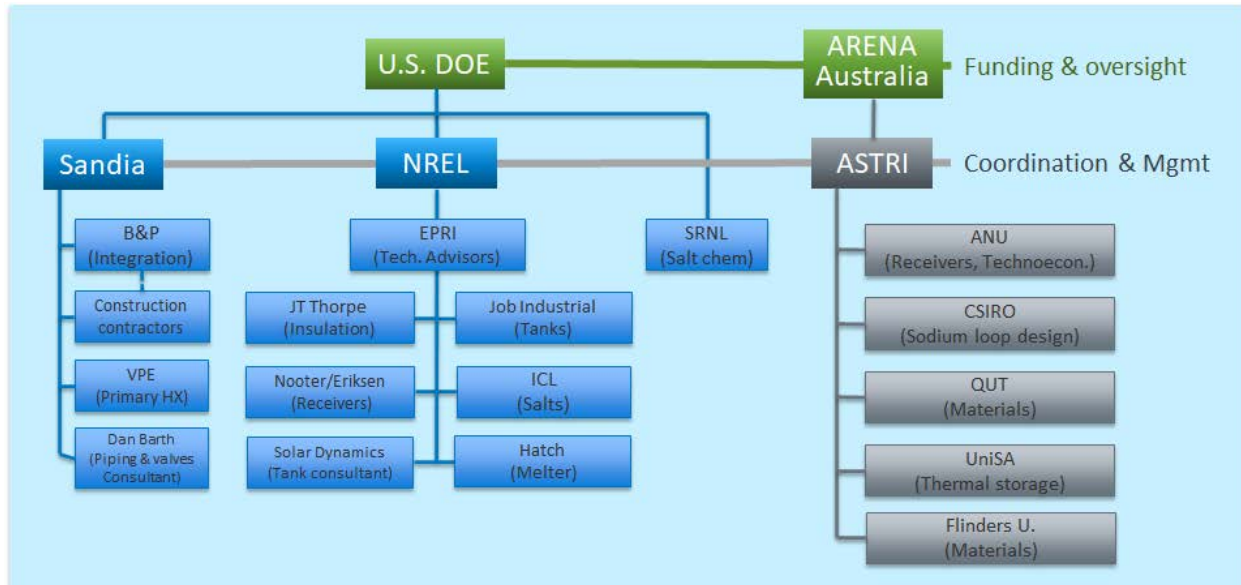 U.S. DOE
ARENA
Australia
Funding & oversight
Sandia
NREL
ASTRI
Coordination & Mgmt
B&P
(Integration)
Construction
contractors
VPE
(Primary HX)
Dan Barth
(Piping & valves
Consultant)
EPRI
(Tech. Advisors)
JT Thorpe
(Insulation)
Job Industrial
(Tanks)
Nooter/Eriksen
(Receivers)
ICL
(Salts)
Solar Dynamics
(Tank consultant)
Hatch
(Melter)
SRNL
(Salt chem)
ANU
(Receivers, Technoecon.)
CSIRO
(Sodium loop design)
QUT
(Materials)
UniSA
(Thermal storage)
Flinders U.
(Materials)